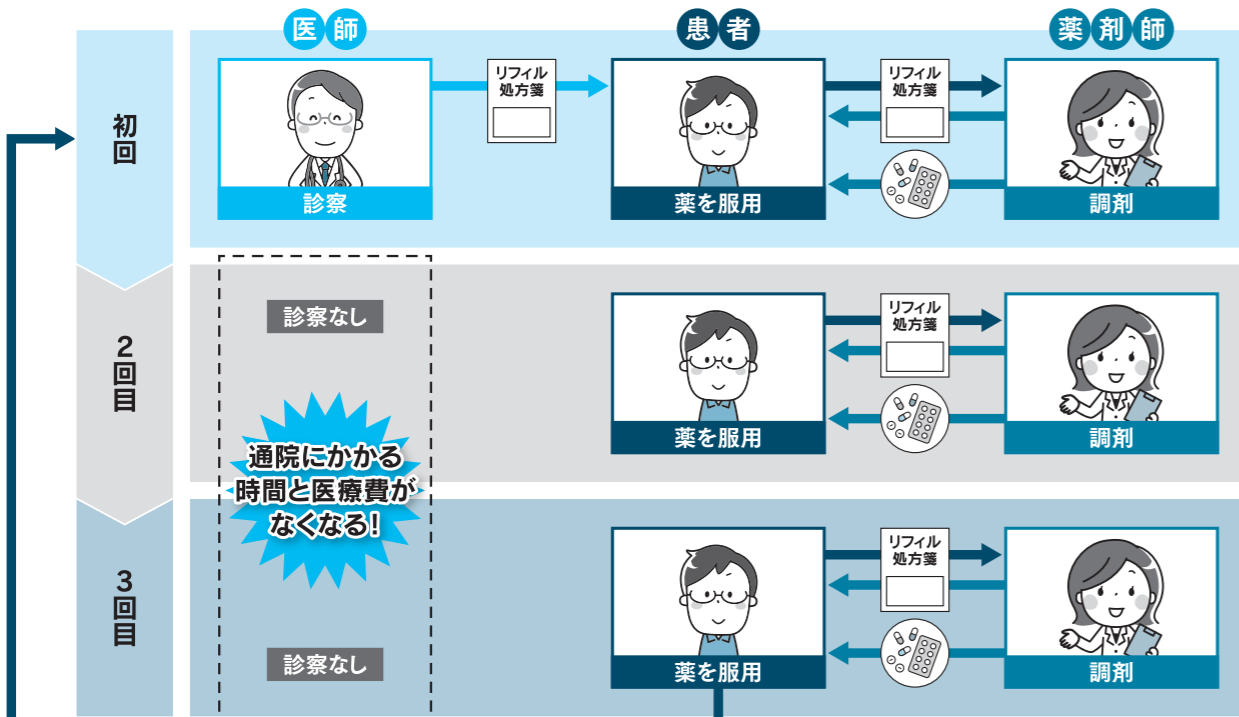 医師
患者
薬剤師
初回
リフィル
処方箋
リフィル
処方箋
診察
薬を服用
調剤
2回目
診察なし
リフィル
処方箋
薬を服用
調剤
通院にかかる
時間と医療費が
なくなる!
3回目
診察なし
リフィル
処方箋
薬を服用
調剤